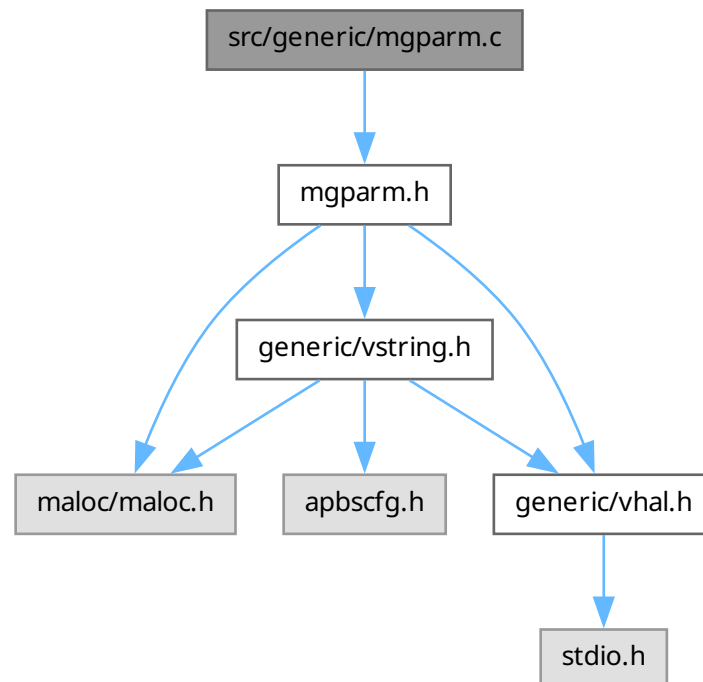 src/generic/mgparm.c
mgparm.h
generic/vstring.h
maloc/maloc.h
apbscfg.h
generic/vhal.h
stdio.h